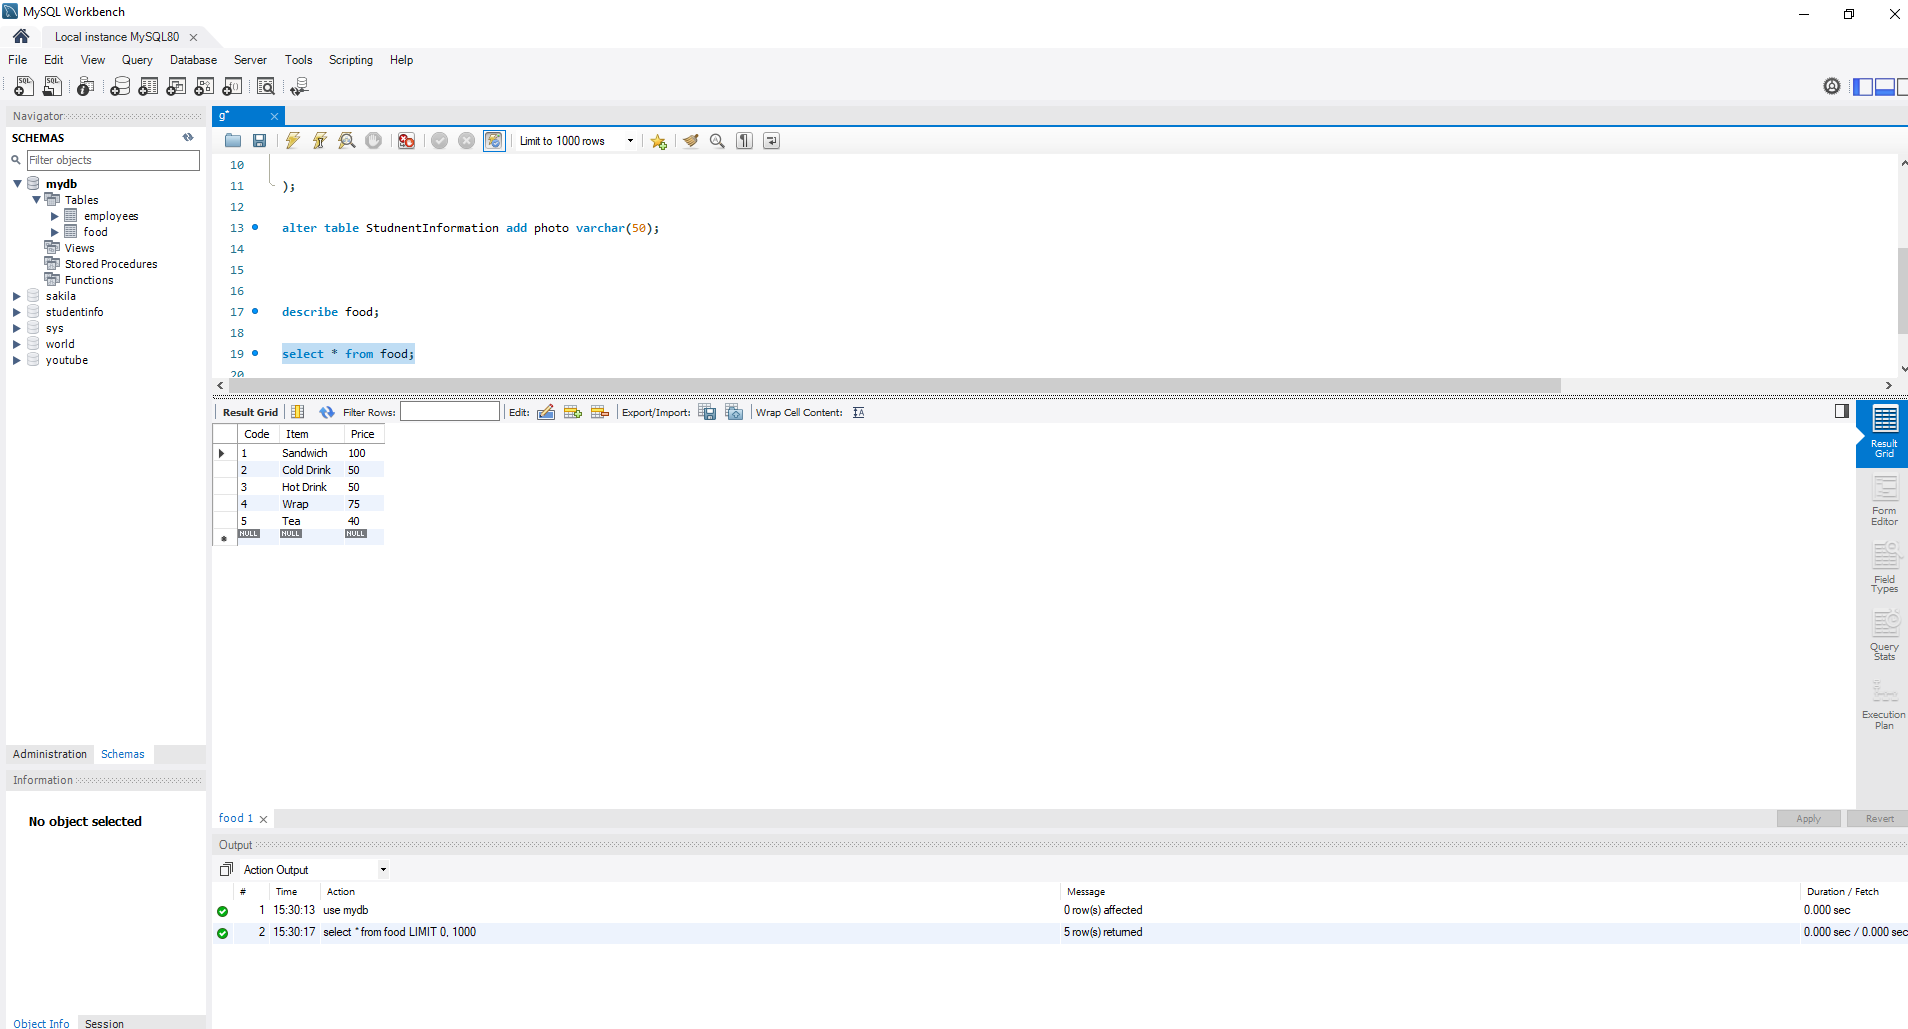 MySQL Workbench
Local instance MySQL80
File Edit View Query Database Server Tools Scripting Help
Navigator
SCHEMAS
Filter objects
mydb
Tables
employees
food
Views
Stored Procedures
Functions
sakila
studentinfo
sys
world
youtube
Administration Schemas
Information
No object selected
Object Info Session
g*
Limit to 1000 rows
10
11 );
12
13 alter table StudnentInformation add photo varchar(50);
14
15
16
17 describe food;
18
19 select * from food;
20
Result Grid Filter Rows: Edit: Export/Import: Wrap Cell Content:
Code Item Price
1 Sandwich 100
2 Cold Drink 50
3 Hot Drink 50
4 Wrap 75
5 Tea 40
NULL NULL NULL
Result
Grid
Form
Editor
Field
Types
Query
Stats
Execution
Plan
food 1 Apply Revert
Output
Action Output
# Time Action Message Duration / Fetch
1 15:30:13 use mydb 0 row(s) affected 0.000 sec
2 15:30:17 select * from food LIMIT 0, 1000 5 row(s) returned 0.000 sec / 0.000 sec